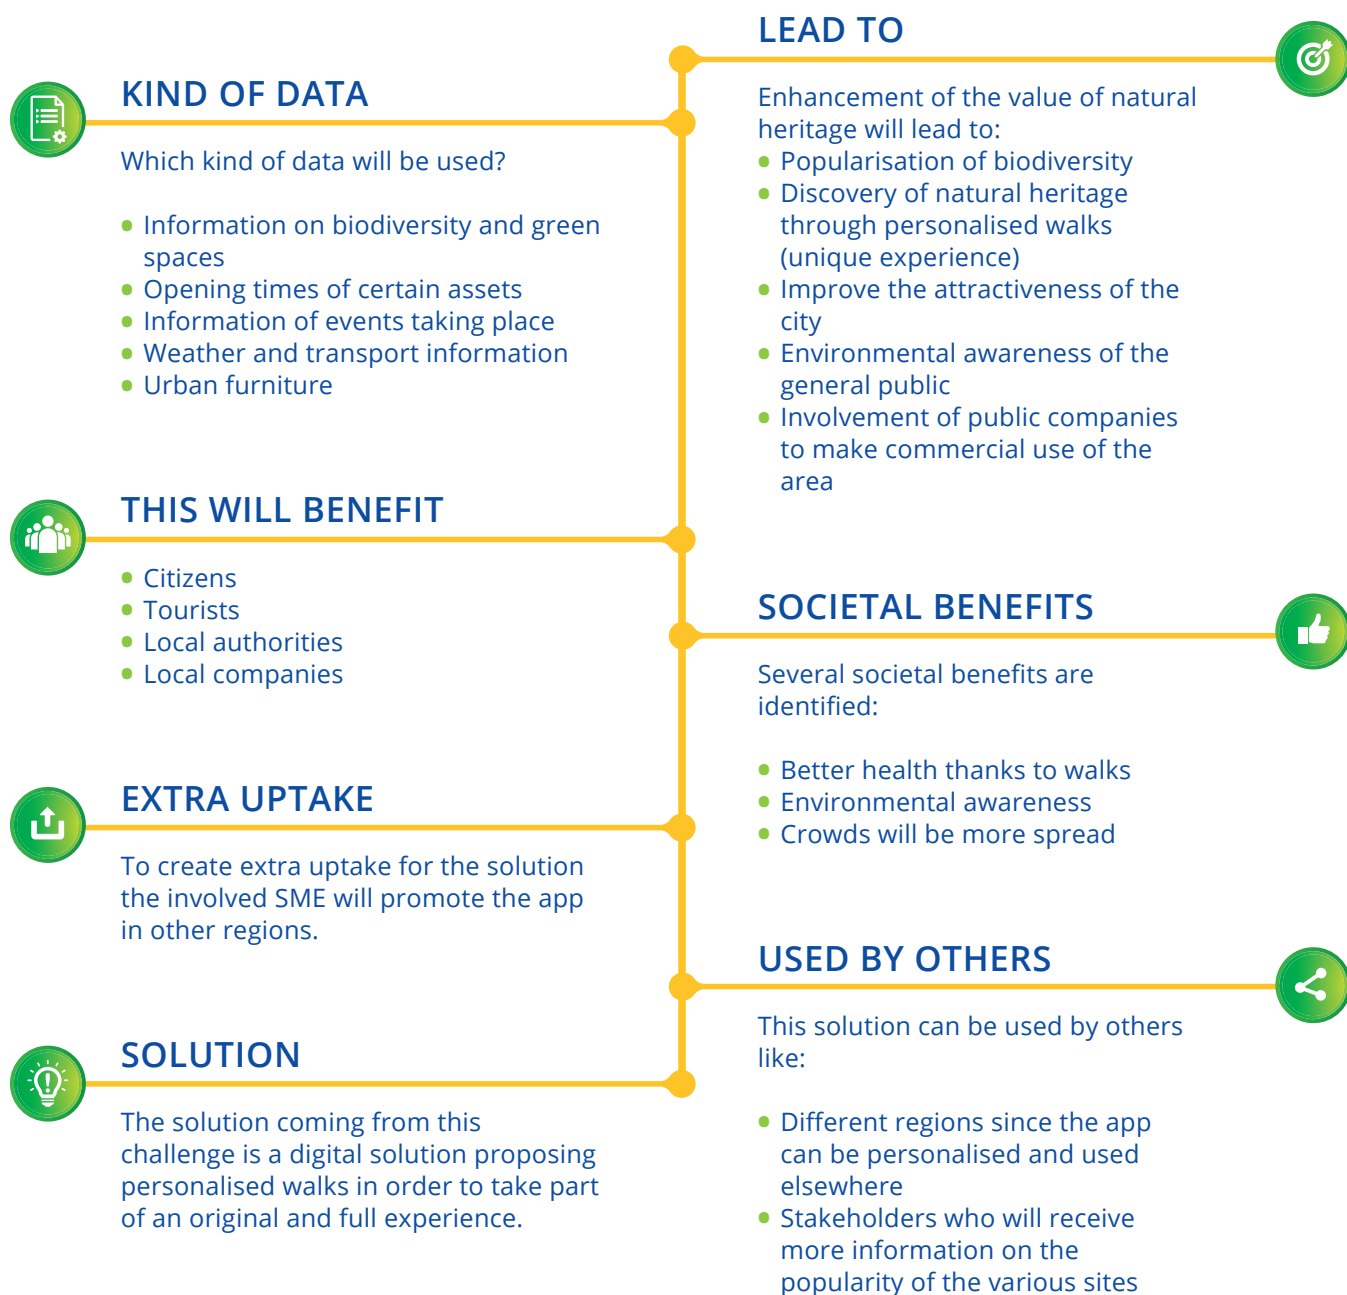 KIND OF DATA
Which kind of data will be used?
• Information on biodiversity and green
spaces
• Opening times of certain assets
• Information of events taking place
• Weather and transport information
• Urban furniture
THIS WILL BENEFIT
• Citizens
• Tourists
• Local authorities
• Local companies
EXTRA UPTAKE
To create extra uptake for the solution
the involved SME will promote the app
in other regions.
SOLUTION
The solution coming from this
challenge is a digital solution proposing
personalised walks in order to take part
of an original and full experience.
LEAD TO
Enhancement of the value of natural
heritage will lead to:
• Popularisation of biodiversity
• Discovery of natural heritage
through personalised walks
(unique experience)
• Improve the attractiveness of the
city
• Environmental awareness of the
general public
• Involvement of public companies
to make commercial use of the
area
SOCIETAL BENEFITS
Several societal benefits are
identified:
• Better health thanks to walks
• Environmental awareness
• Crowds will be more spread
USED BY OTHERS
This solution can be used by others
like:
• Different regions since the app
can be personalised and used
elsewhere
• Stakeholders who will receive
more information on the
popularity of the various sites